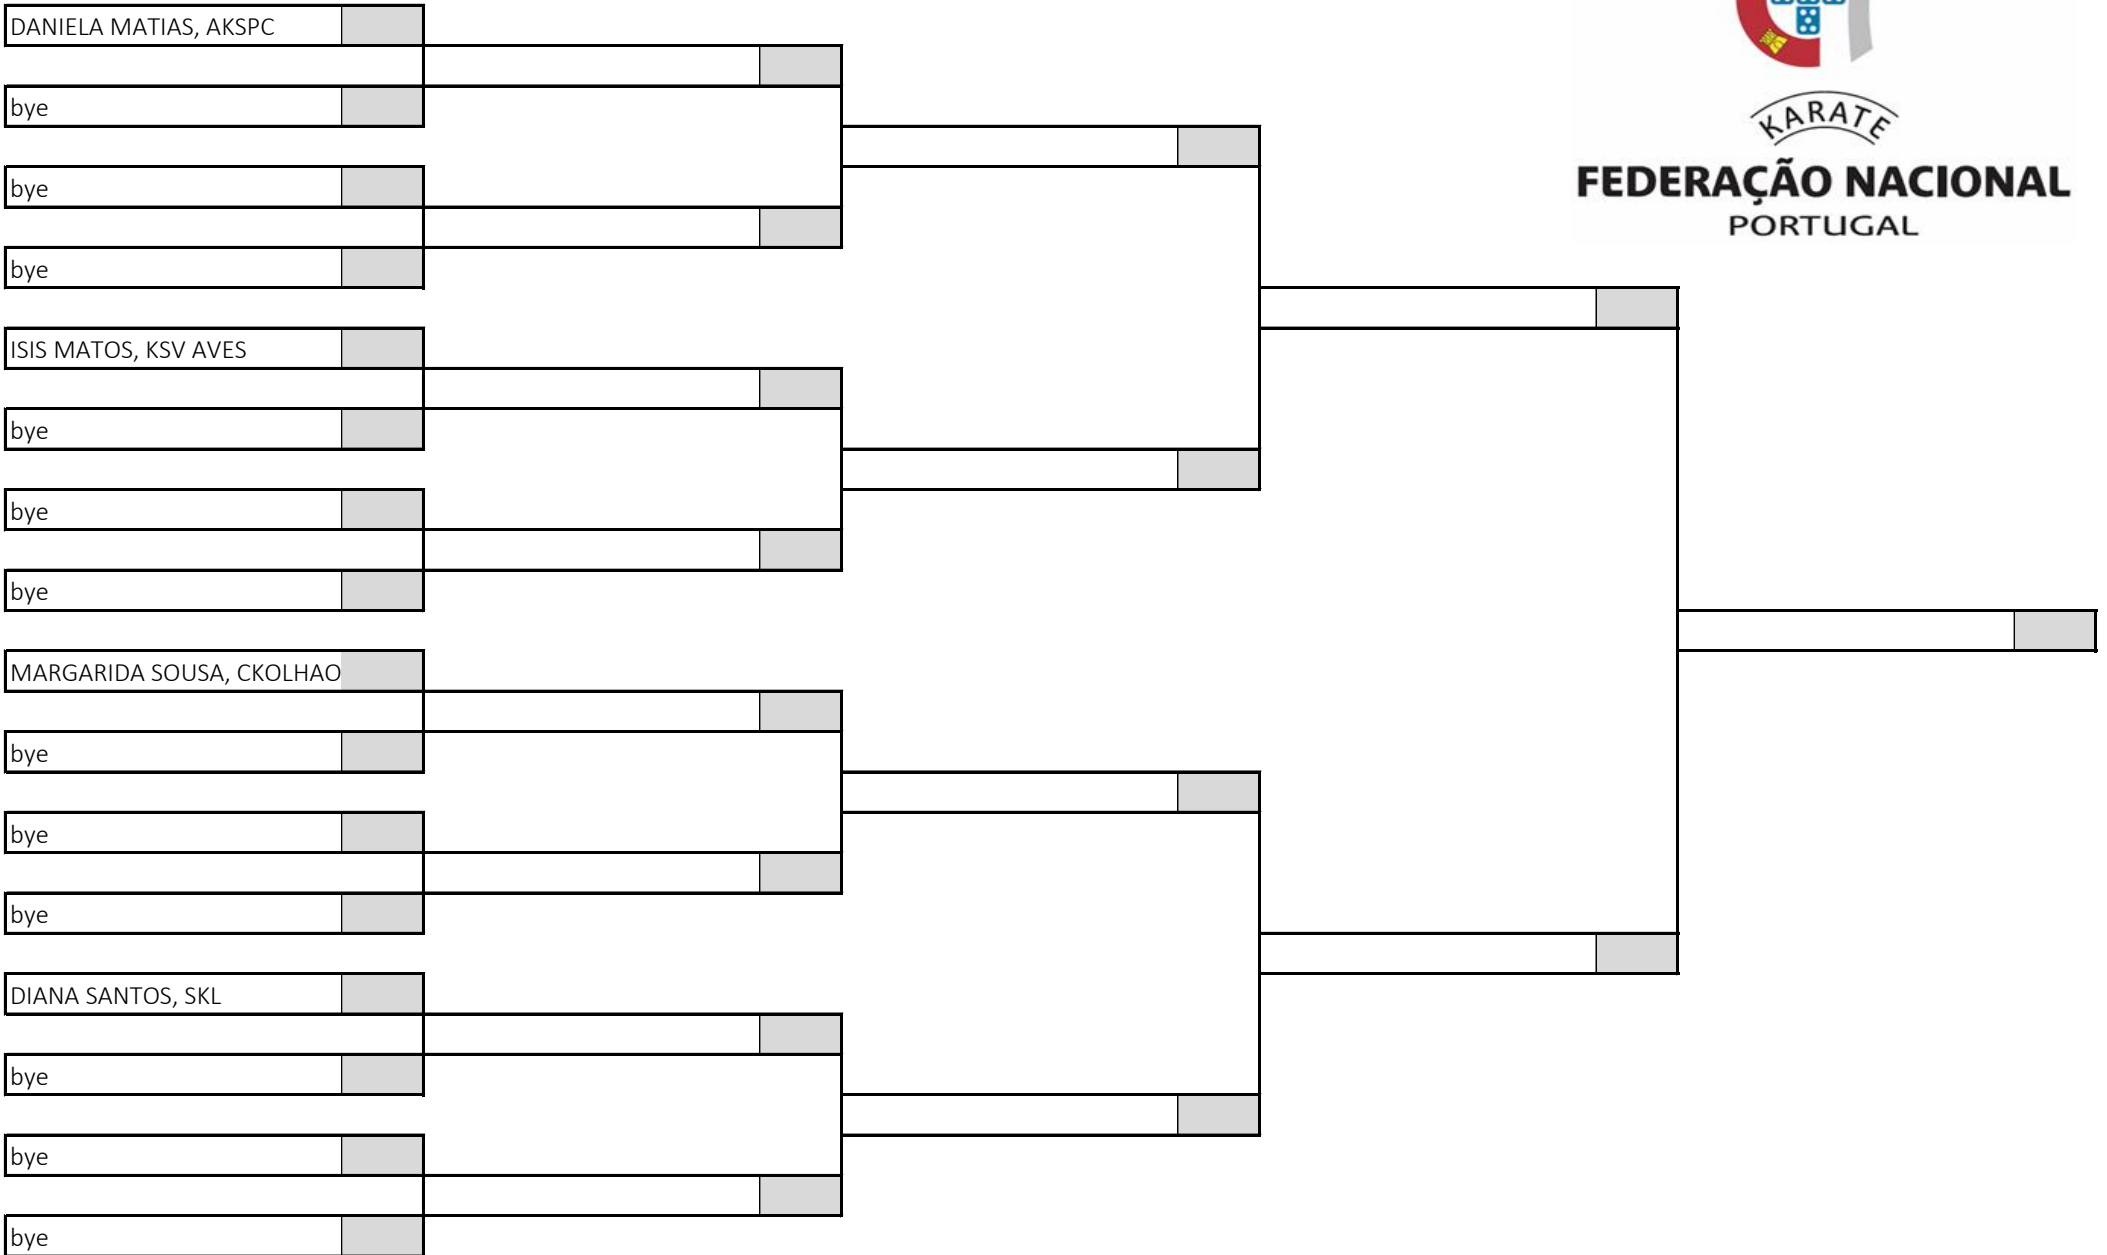 DANIELA MATIAS, AKSPC
bye
bye
bye
ISIS MATOS, KSV AVES
bye
bye
bye
MARGARIDA SOUSA, CKOLHAO
bye
bye
bye
DIANA SANTOS, SKL
bye
bye
bye
KARATE
FEDERAÇÃO NACIONAL
PORTUGAL